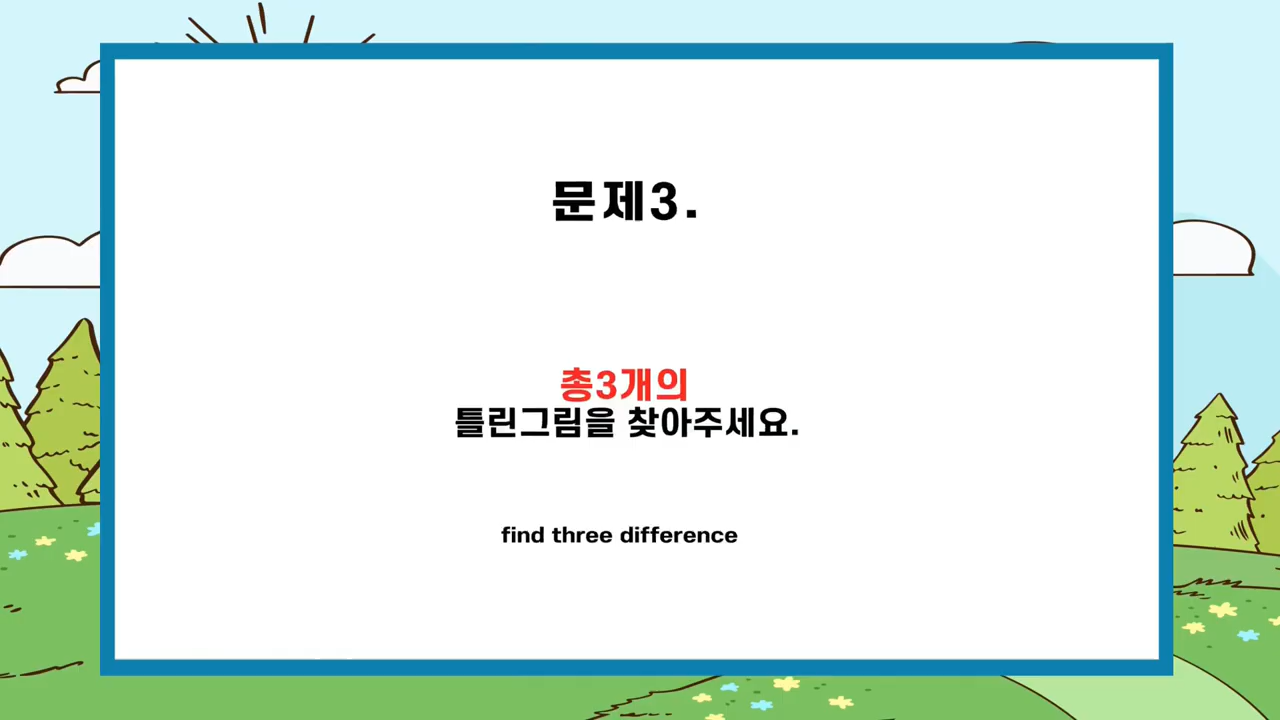 문제3.
총3개의
틀린그림을 찾아주세요.
find three difference